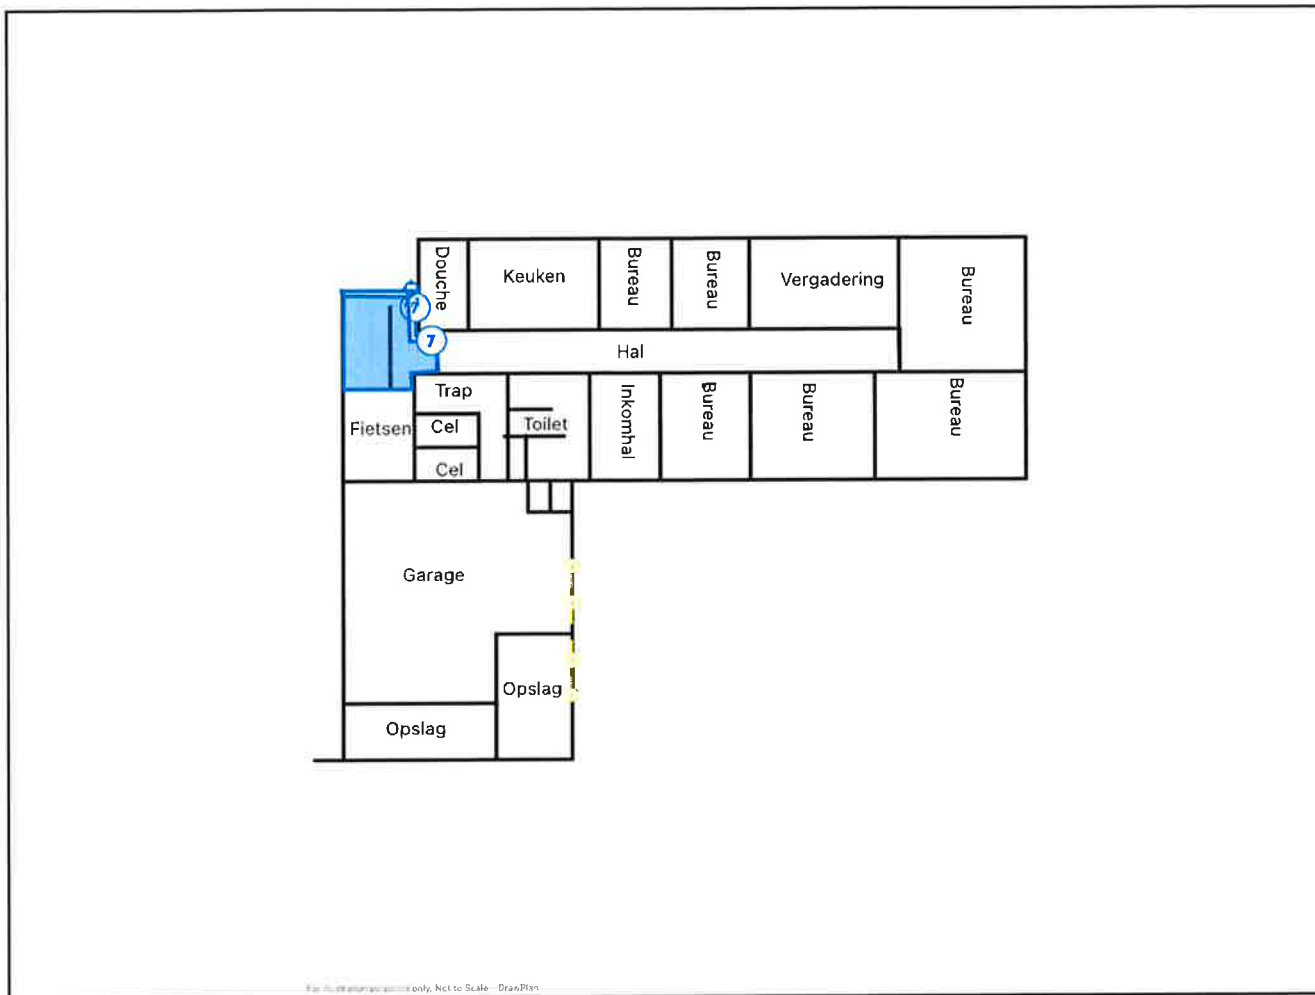 Douche
Keuken
Bureau
Bureau
Vergadering
Bureau
7
7
Hal
Trap
Cel
Cel
Fietsen
Toilet
Inkomhal
Bureau
Bureau
Bureau
Garage
Opslag
Opslag
only. Not to Scale DrawPlan